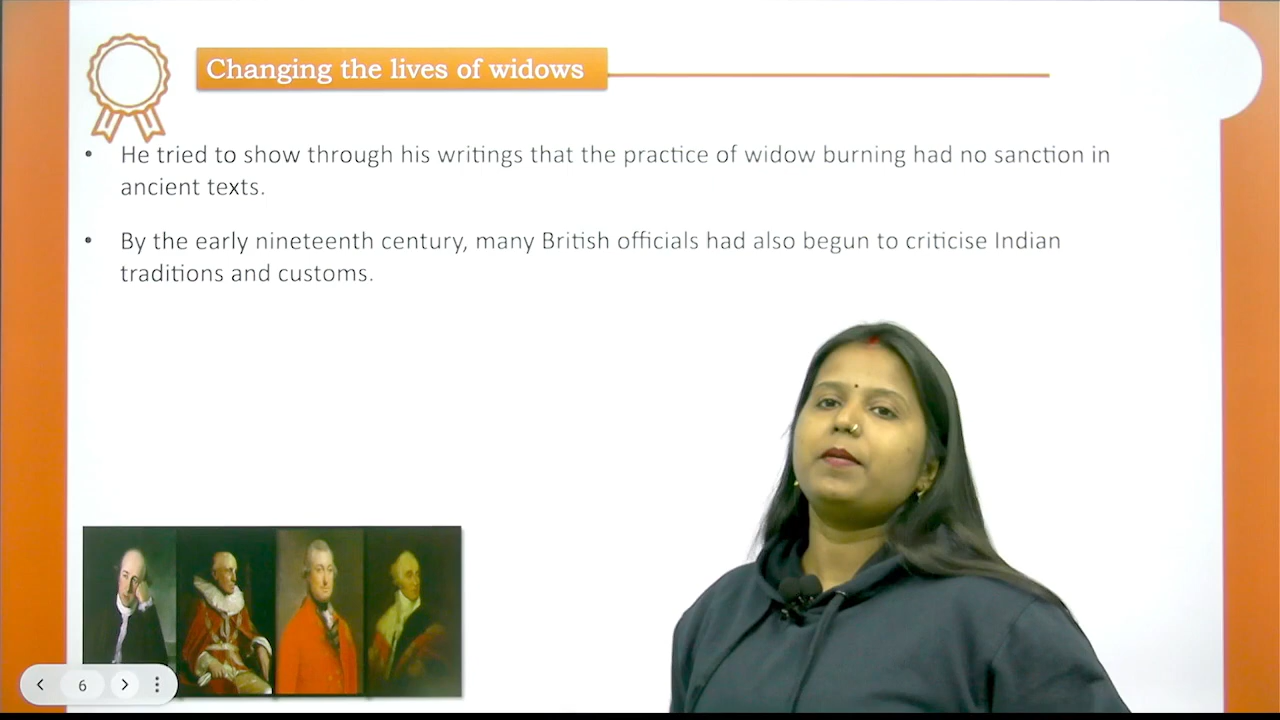 Changing the lives of widows
• He tried to show through his writings that the practice of widow burning had no sanction in
ancient texts.
• By the early nineteenth century, many British officials had also begun to criticise Indian
traditions and customs.
6